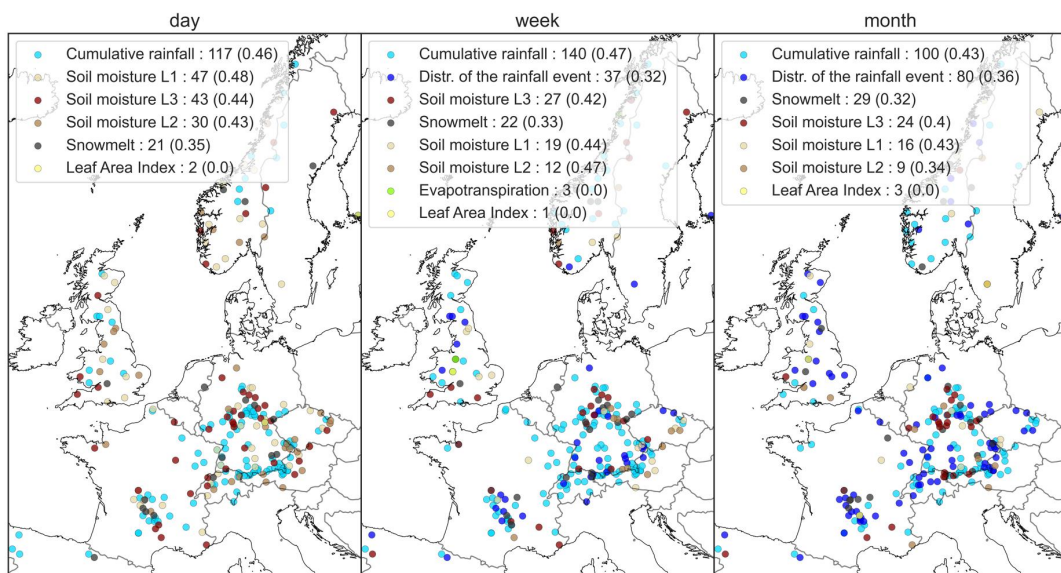 day
Cumulative rainfall : 117 (0.46)
Soil moisture L1 : 47 (0.48)
Soil moisture L3 : 43 (0.44)
Soil moisture L2 : 30 (0.43)
Snowmelt : 21 (0.35)
Leaf Area Index : 2 (0.0)
week
Cumulative rainfall : 140 (0.47)
Distr. of the rainfall event : 37 (0.32)
Soil moisture L3 : 27 (0.42)
Snowmelt : 22 (0.33)
Soil moisture L1 : 19 (0.44)
Soil moisture L2 : 12 (0.47)
Evapotranspiration : 3 (0.0)
Leaf Area Index : 1 (0.0)
month
Cumulative rainfall : 100 (0.43)
Distr. of the rainfall event : 80 (0.36)
Snowmelt : 29 (0.32)
Soil moisture L3 : 24 (0.4)
Soil moisture L1 : 16 (0.43)
Soil moisture L2 : 9 (0.34)
Leaf Area Index : 3 (0.0)